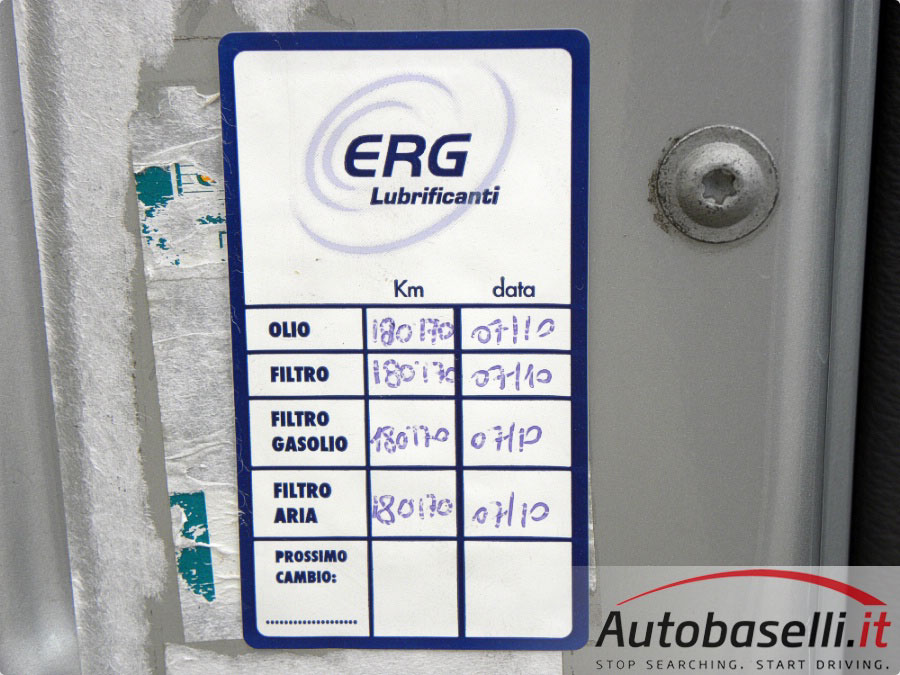 ERG
Lubrificanti
Km data
OLIO 180170 07/10
FILTRO 180170 07/10
FILTRO
GASOLIO 180170 07/10
FILTRO
ARIA 180170 07/10
PROSSIMO
CAMBIO:
....................
Autobaselli.it
STOP SEARCHING. START DRIVING.